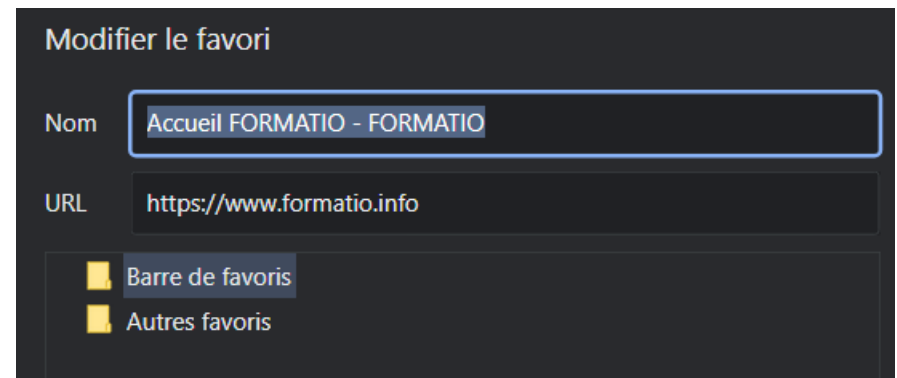 Modifier le favori
Nom Accueil FORMATIO - FORMATIO
URL https://www.formatio.info
Barre de favoris
Autres favoris